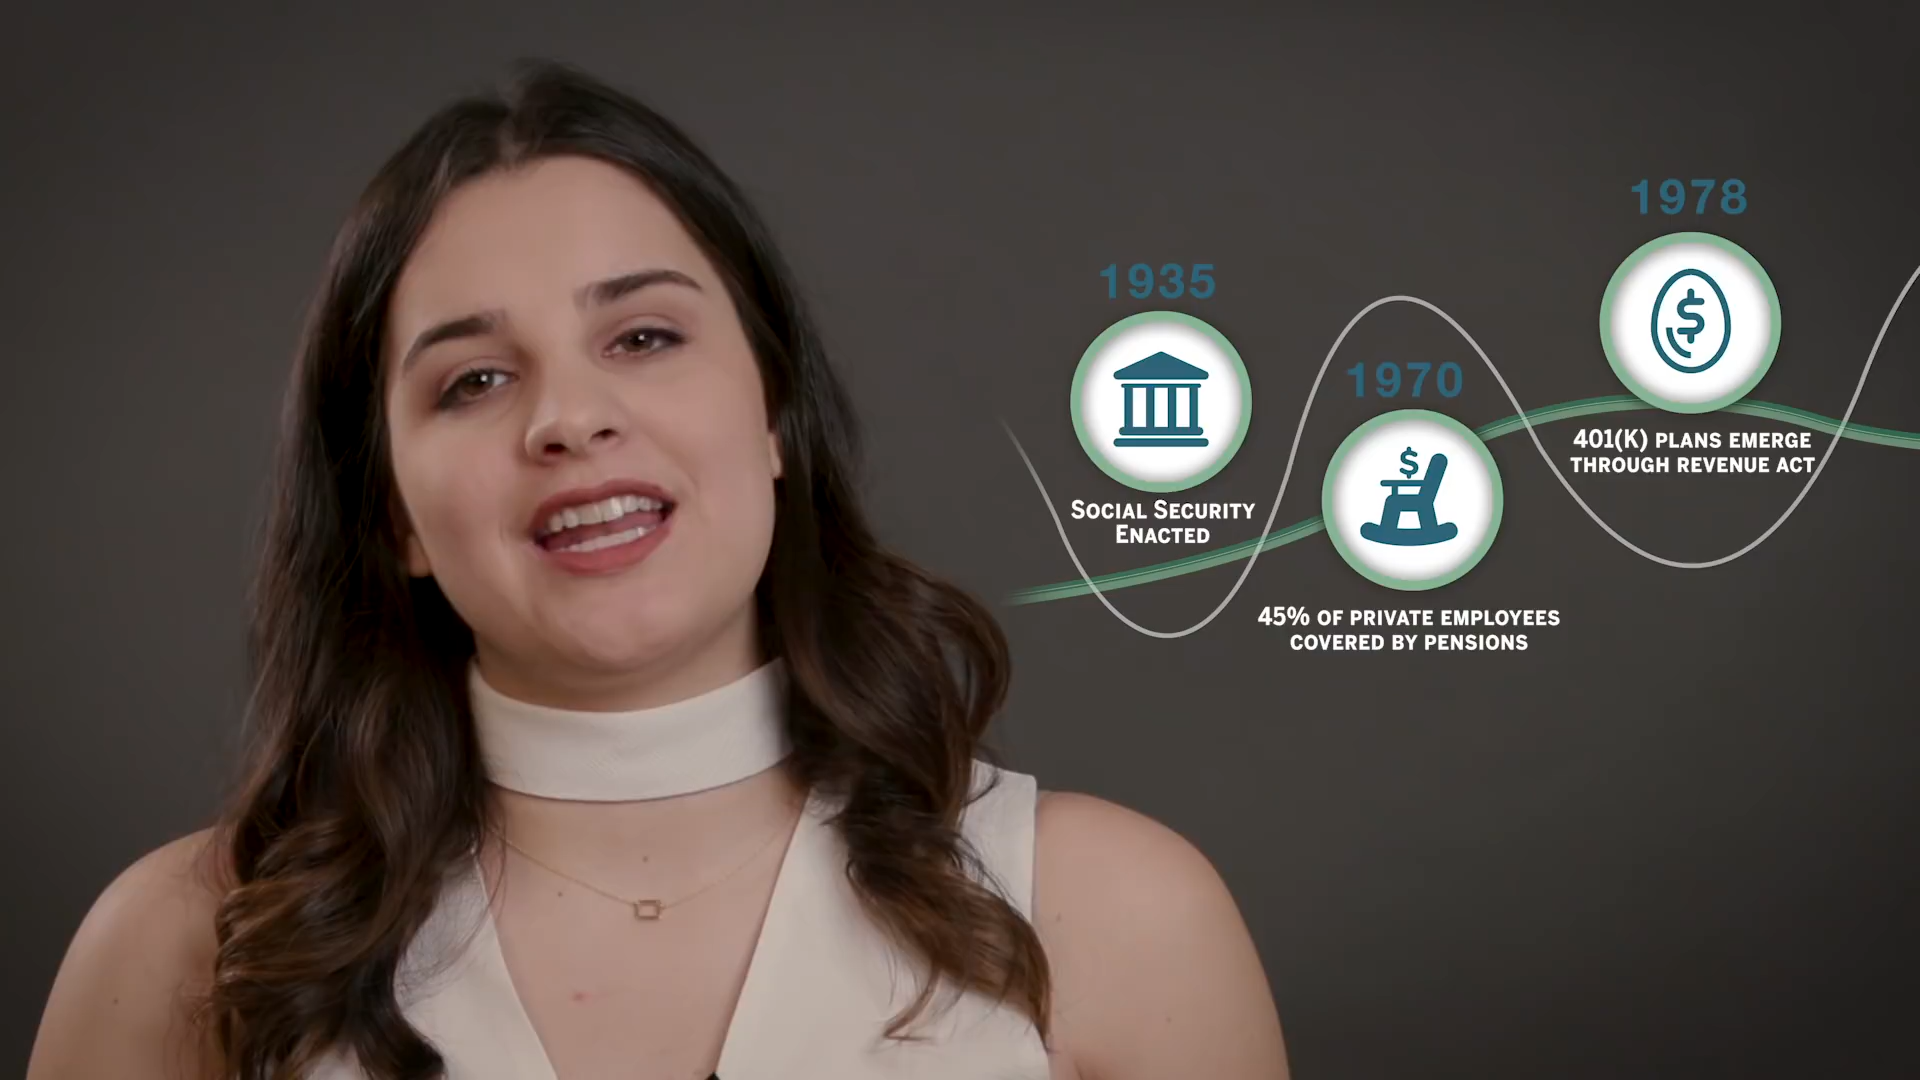 1935
SOCIAL SECURITY
ENACTED
1970
45% OF PRIVATE EMPLOYEES
COVERED BY PENSIONS
1978
401(K) PLANS EMERGE
THROUGH REVENUE ACT